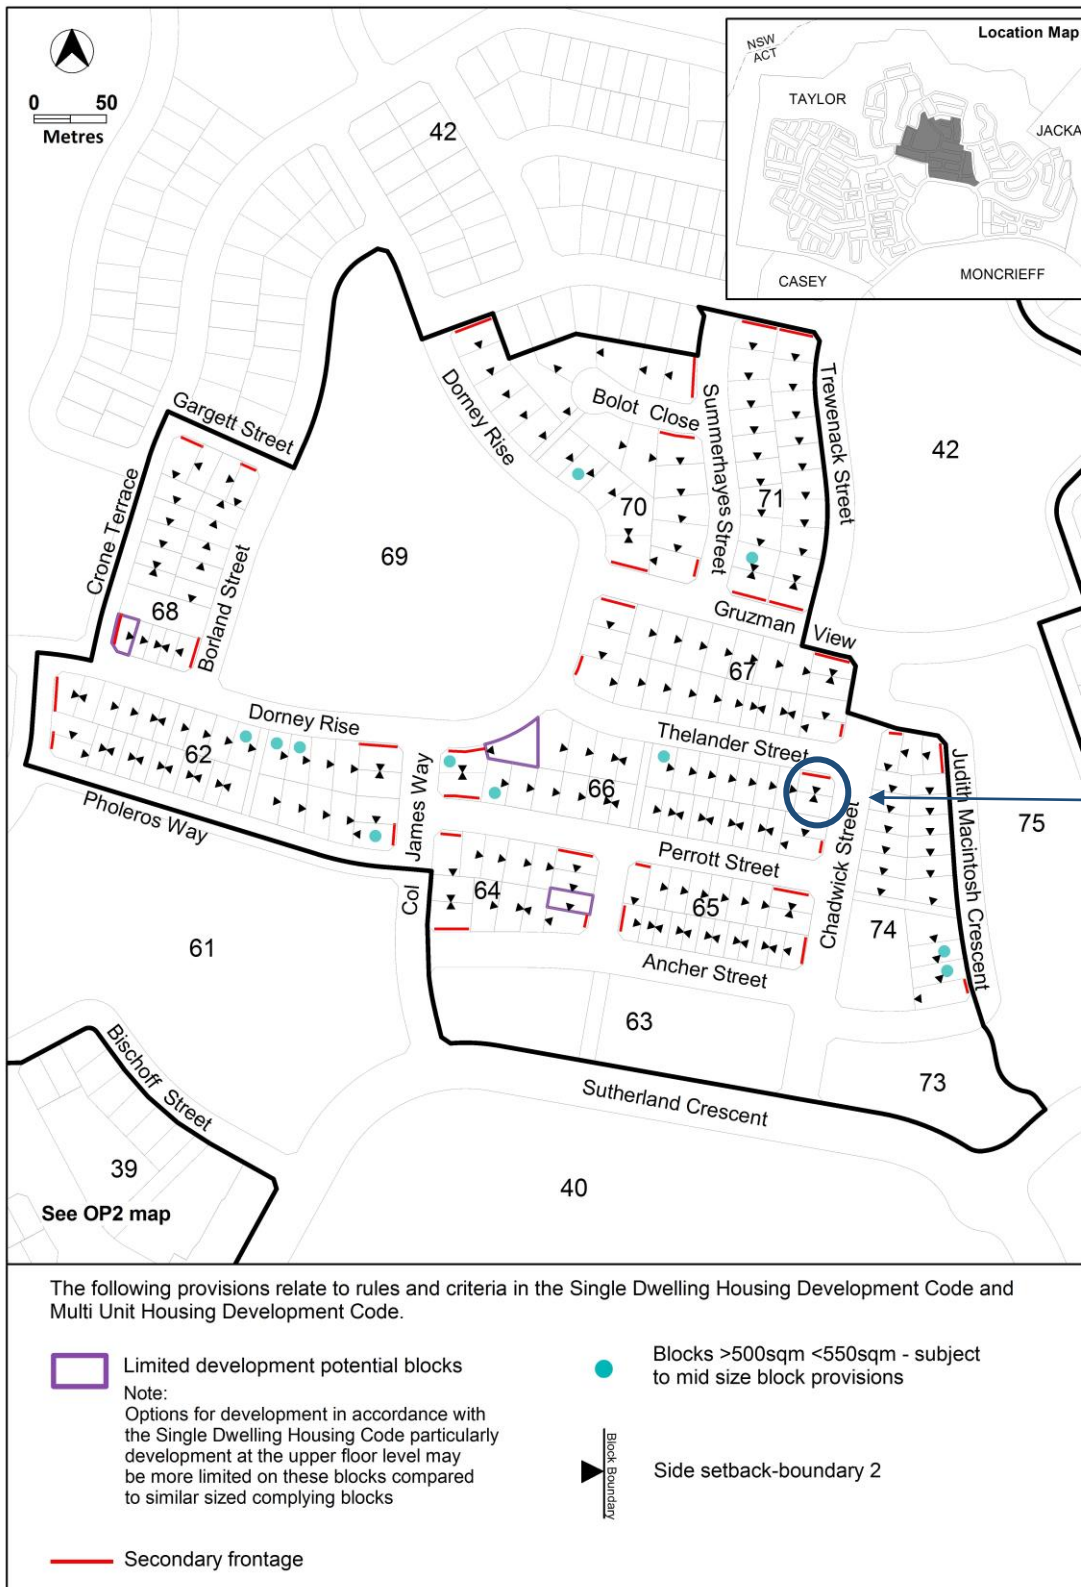 Location Map
NSW
ACT
TAYLOR
JACKA
CASEY
MONCRIEFF
0 50
Metres
42
Gargett Street
Crone Terrace
Borland Street
68
69
Dorney Rise
Bolot Close
Summerhayes Street
Trewenack Street
70
71
42
Gruzman View
67
Thelander Street
Dorney Rise
62
66
Pholeros Way
Col James Way
Perrott Street
Chadwick Street
Judith Macintosh Crescent
75
64
65
74
61
Ancher Street
63
73
Bischoff Street
Sutherland Crescent
39
40
See OP2 map
The following provisions relate to rules and criteria in the Single Dwelling Housing Development Code and
Multi Unit Housing Development Code.
Limited development potential blocks
Note:
Options for development in accordance with
the Single Dwelling Housing Code particularly
development at the upper floor level may
be more limited on these blocks compared
to similar sized complying blocks
Secondary frontage
Blocks >500sqm <550sqm - subject
to mid size block provisions
Block Boundary
Side setback-boundary 2